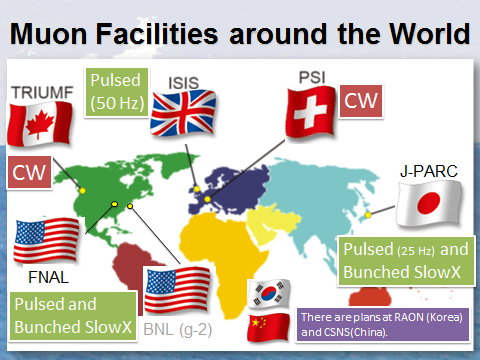 Muon Facilities around the World
TRIUMF
Pulsed
(50 Hz)
ISIS
PSI
CW
CW
J-PARC
FNAL
Pulsed and
Bunched SlowX
BNL (g-2)
Pulsed (25 Hz) and
Bunched SlowX
There are plans at RAON (Korea)
and CSNS(China).